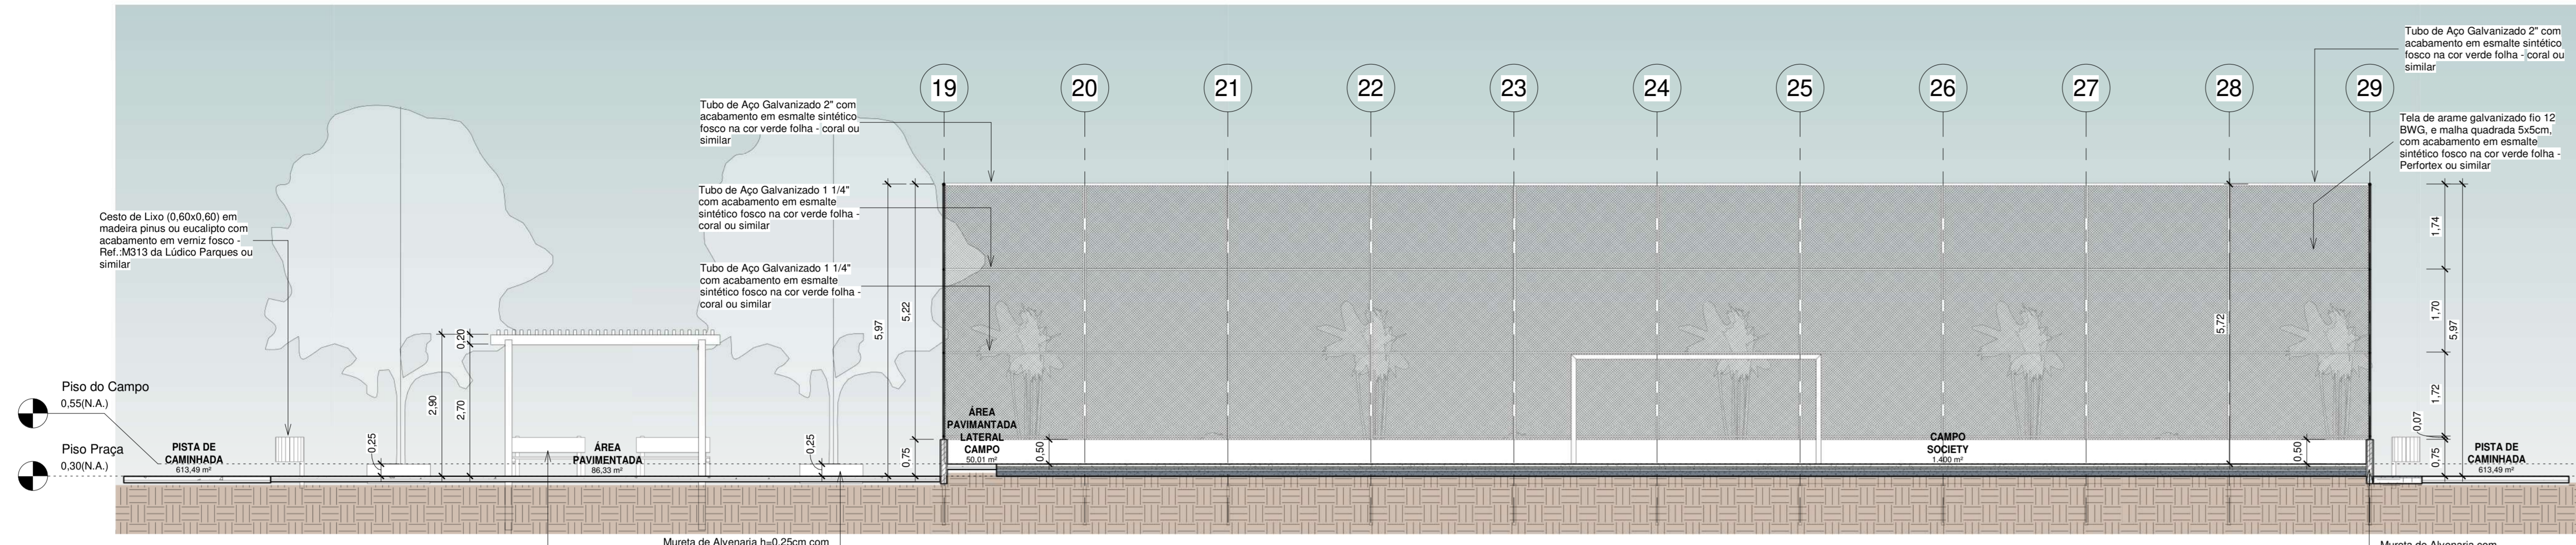 Tubo de Aço Galvanizado 2" com
acabamento em esmalte sintético
fosco na cor verde folha - coral ou
similar
19
20
21
22
23
24
25
26
27
28
29
Tubo de Aço Galvanizado 2" com
acabamento em esmalte sintético
fosco na cor verde folha - coral ou
similar
Tela de arame galvanizado fio 12
BWG, e malha quadrada 5x5cm,
com acabamento em esmalte
sintético fosco na cor verde folha -
Perfortex ou similar
Tubo de Aço Galvanizado 1 1/4"
com acabamento em esmalte
sintético fosco na cor verde folha -
coral ou similar
Cesto de Lixo (0,60x0,60) em
madeira pinus ou eucalipto com
acabamento em verniz fosco -
Ref.:M313 da Lúdico Parques ou
similar
Tubo de Aço Galvanizado 1 1/4"
com acabamento em esmalte
sintético fosco na cor verde folha -
coral ou similar
1,74
1,70
5,97
1,72
0,07
0,75
5,22
5,97
5,72
0,20
2,90
2,70
Piso do Campo
0,55(N.A.)
Piso Praça
0,30(N.A.)
PISTA DE
CAMINHADA
613,49 m²
0,25
ÁREA
PAVIMENTADA
86,33 m²
0,25
0,75
ÁREA
PAVIMANTADA
LATERAL
CAMPO
50,01 m²
0,50
CAMPO
SOCIETY
1.400 m²
0,50
PISTA DE
CAMINHADA
613,49 m²
Mureta de Alvenaria h=0,25cm com
Mureta de Alvenaria com